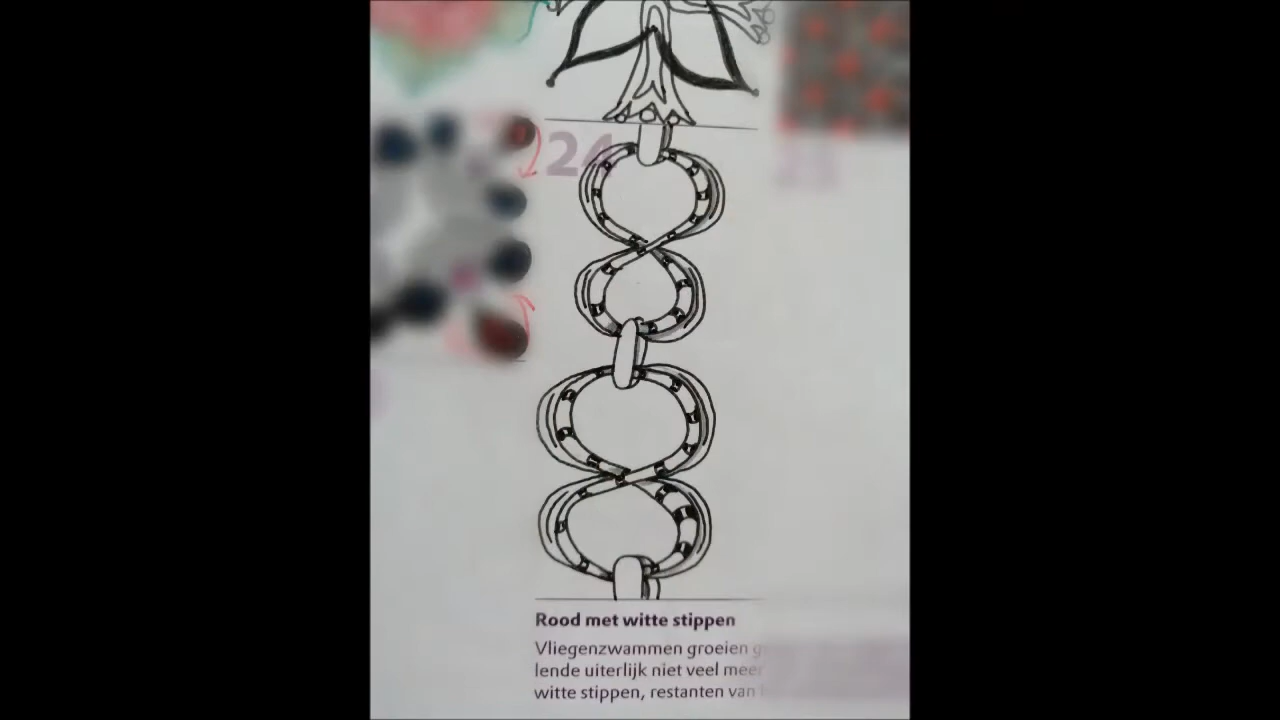 24
Rood met witte stippen
Vliegenzwammen groeien
lende uiterlijk niet veel meer
witte stippen, restanten van